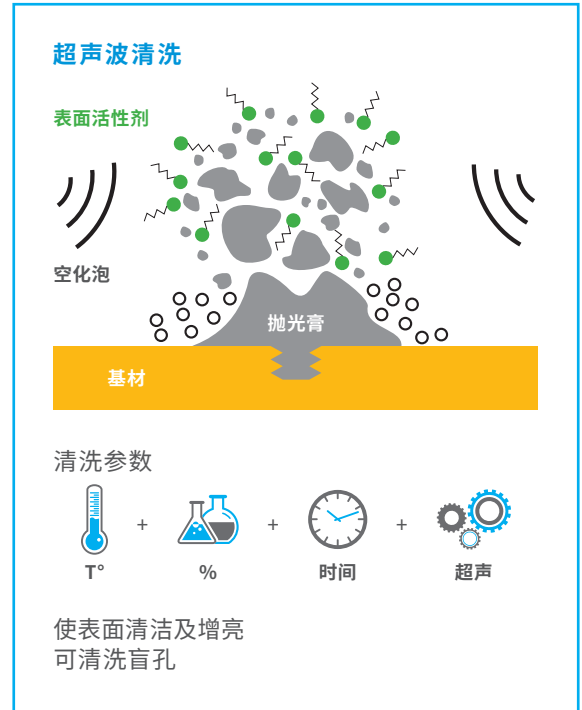 超声波清洗
表面活性剂
空化泡
抛光膏
基材
清洗参数
+ + +
T° % 时间 超声
使表面清洁及增亮
可清洗盲孔